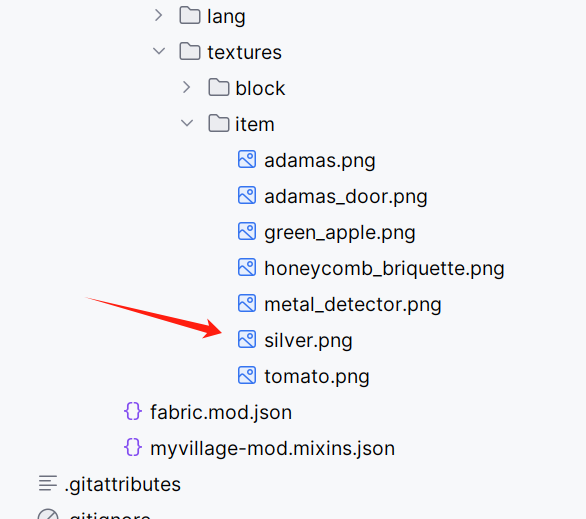 lang
textures
block
item
adamas.png
adamas_door.png
green_apple.png
honeycomb_briquette.png
metal_detector.png
silver.png
tomato.png
fabric.mod.json
myvillage-mod.mixins.json
.gitattributes
.gitignore